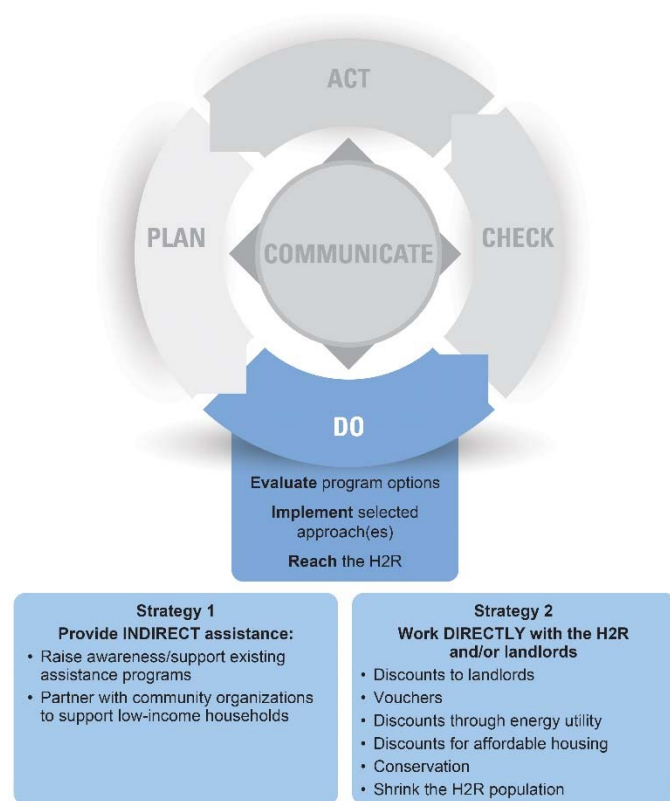 ACT
PLAN
COMMUNICATE
CHECK
DO
Evaluate program options
Implement selected
approach(es)
Reach the H2R
Strategy 1
Provide INDIRECT assistance:
• Raise awareness/support existing
assistance programs
• Partner with community organizations
to support low-income households
Strategy 2
Work DIRECTLY with the H2R
and/or landlords
• Discounts to landlords
• Vouchers
• Discounts through energy utility
• Discounts for affordable housing
• Conservation
• Shrink the H2R population